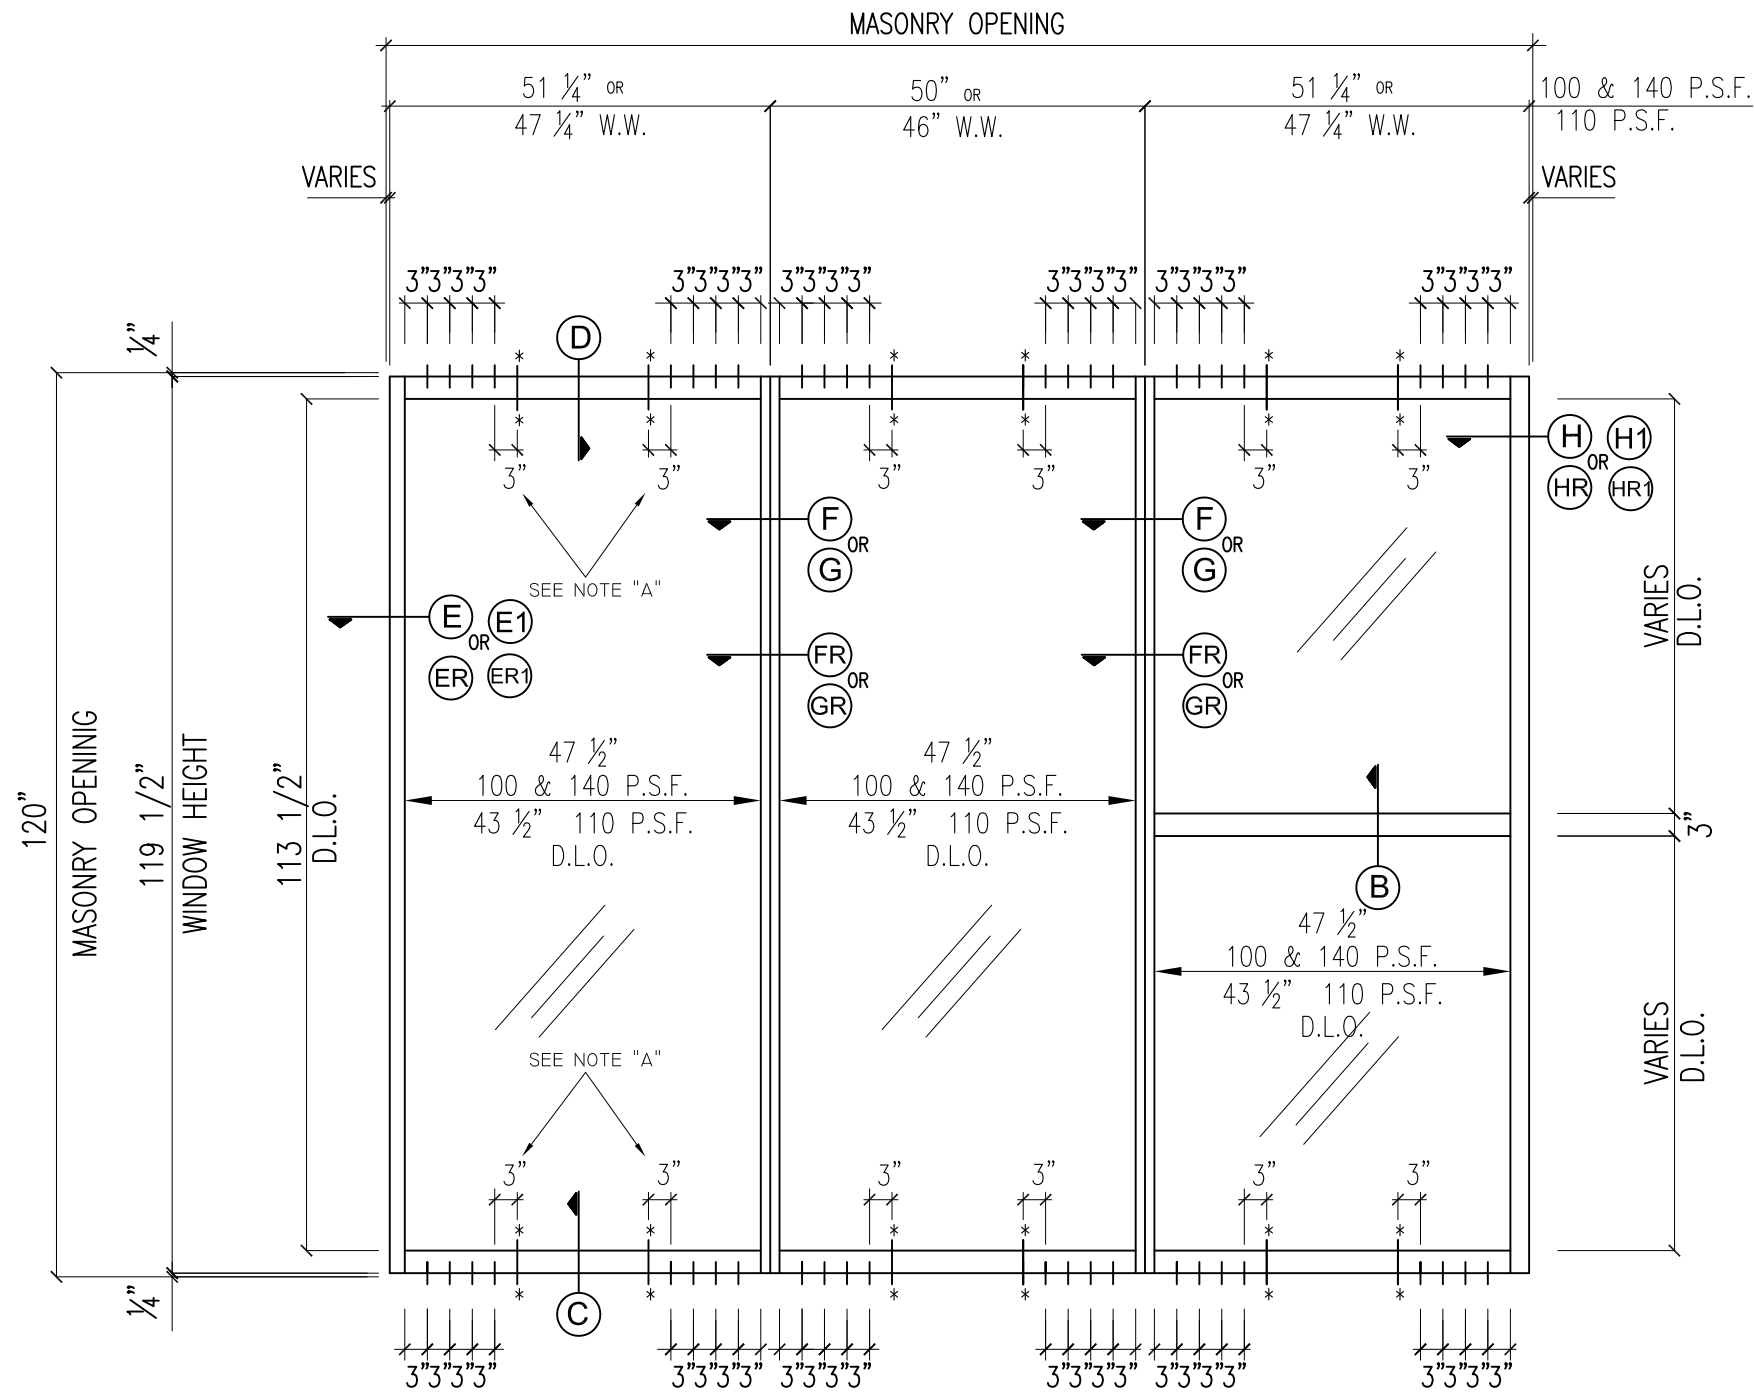 MASONRY OPENING
51 ¼" OR
47 ¼" W.W.
50" OR
46" W.W.
51 ¼" OR
47 ¼" W.W.
100 & 140 P.S.F.
110 P.S.F.
VARIES
VARIES
3"3"3"3"
3"3"3"3"
3"3"3"3"
3"3"3"3"
3"3"3"3"
3"3"3"3"
¼"
D
*
*
*
*
*
*
*
*
*
*
*
*
3"
3"
3"
3"
3"
3"
H
OR
H1
HR
HR1
SEE NOTE "A"
F
OR
G
F
OR
G
E
OR
E1
ER
ER1
FR
OR
GR
FR
OR
GR
VARIES
D.L.O.
120"
MASONRY OPENINIG
119 1/2"
WINDOW HEIGHT
113 1/2"
D.L.O.
47 ½"
100 & 140 P.S.F.
43 ½" 110 P.S.F.
D.L.O.
47 ½"
100 & 140 P.S.F.
43 ½" 110 P.S.F.
D.L.O.
3"
B
47 ½"
100 & 140 P.S.F.
43 ½" 110 P.S.F.
D.L.O.
VARIES
D.L.O.
SEE NOTE "A"
3"
3"
3"
3"
3"
3"
*
*
*
*
*
*
*
*
*
*
*
*
¼"
C
3"3"3"3"
3"3"3"3"
3"3"3"3"
3"3"3"3"
3"3"3"3"
3"3"3"3"